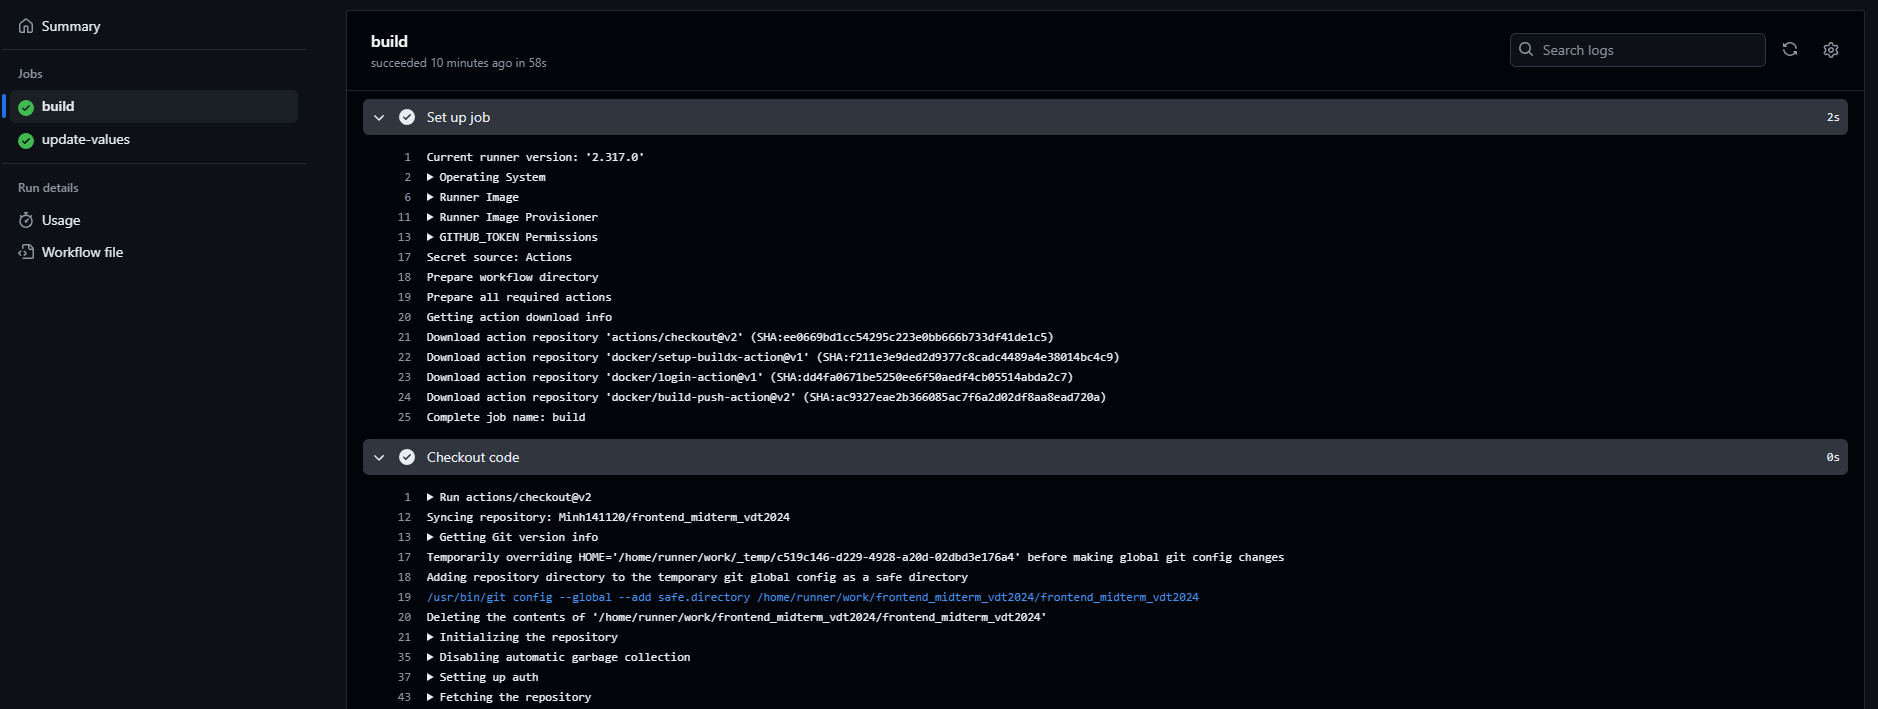 Summary
Jobs
build
update-values
Run details
Usage
Workflow file
build
succeeded 10 minutes ago in 58s
Search logs
Set up job 2s
1 Current runner version: '2.317.0'
2 Operating System
6 Runner Image
11 Runner Image Provisioner
13 GITHUB_TOKEN Permissions
17 Secret source: Actions
18 Prepare workflow directory
19 Prepare all required actions
20 Getting action download info
21 Download action repository 'actions/checkout@v2' (SHA:ee0669bd1cc54295c223e0bb666b733df41de1c5)
22 Download action repository 'docker/setup-buildx-action@v1' (SHA:f211e3e9ded2d9377c8cadc4489a4e38014bc4c9)
23 Download action repository 'docker/login-action@v1' (SHA:dd4fa0671be5250ee6f50aedf4cb05514abda2c7)
24 Download action repository 'docker/build-push-action@v2' (SHA:ac9327eae2b366085ac7f6a2d02df8aa8ead720a)
25 Complete job name: build
Checkout code 0s
1 Run actions/checkout@v2
12 Syncing repository: Minh141120/frontend_midterm_vdt2024
13 Getting Git version info
17 Temporarily overriding HOME='/home/runner/work/_temp/c519c146-d229-4928-a20d-02dbd3e176a4' before making global git config changes
18 Adding repository directory to the temporary git global config as a safe directory
19 /usr/bin/git config --global --add safe.directory /home/runner/work/frontend_midterm_vdt2024/frontend_midterm_vdt2024
20 Deleting the contents of '/home/runner/work/frontend_midterm_vdt2024/frontend_midterm_vdt2024'
21 Initializing the repository
35 Disabling automatic garbage collection
37 Setting up auth
43 Fetching the repository